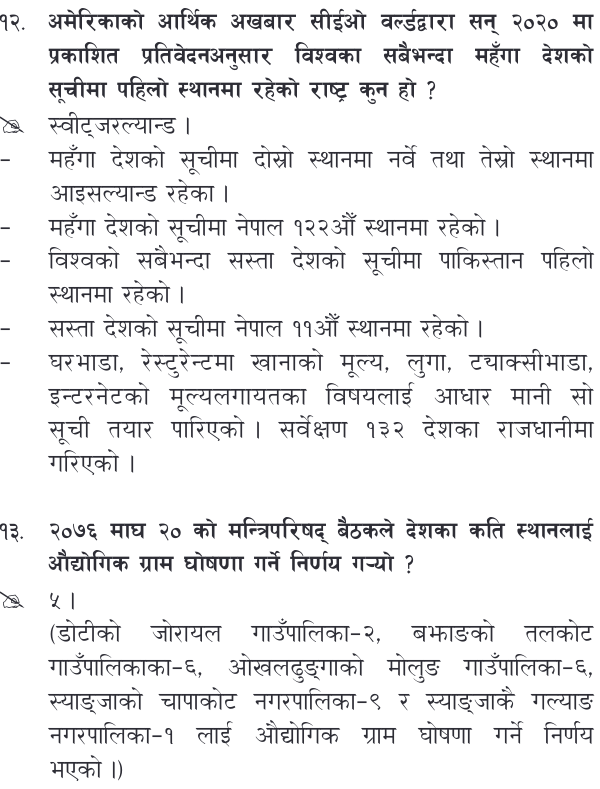 १२. अमेरिकाको आर्थिक अखबार सीईओ वर्ल्डद्वारा सन् २०२० मा
प्रकाशित प्रतिवेदनअनुसार विश्वका सबैभन्दा महँगा देशको
सूचीमा पहिलो स्थानमा रहेको राष्ट्र कुन हो ?
स्वीट्जरल्यान्ड ।
- महँगा देशको सूचीमा दोस्रो स्थानमा नर्वे तथा तेस्रो स्थानमा
आइसल्यान्ड रहेका ।
- महँगा देशको सूचीमा नेपाल १२२औँ स्थानमा रहेको ।
- विश्वको सबैभन्दा सस्ता देशको सूचीमा पाकिस्तान पहिलो
स्थानमा रहेको ।
- सस्ता देशको सूचीमा नेपाल ११औँ स्थानमा रहेको ।
- घरभाडा, रेस्टुरेन्टमा खानाको मूल्य, लुगा, ट्याक्सीभाडा,
इन्टरनेटको मूल्यलगायतका विषयलाई आधार मानी सो
सूची तयार पारिएको । सर्वेक्षण १३२ देशका राजधानीमा
गरिएको ।
१३. २०७६ माघ २० को मन्त्रिपरिषद् बैठकले देशका कति स्थानलाई
औद्योगिक ग्राम घोषणा गर्ने निर्णय गऱ्यो ?
५ ।
(डोटीको जोरायल गाउँपालिका-२, बझाङको तलकोट
गाउँपालिकाका-६, ओखलढुङ्गाको मोलुङ गाउँपालिका-६,
स्याङ्जाको चापाकोट नगरपालिका-९ र स्याङ्जाकै गल्याङ
नगरपालिका-१ लाई औद्योगिक ग्राम घोषणा गर्ने निर्णय
भएको ।)